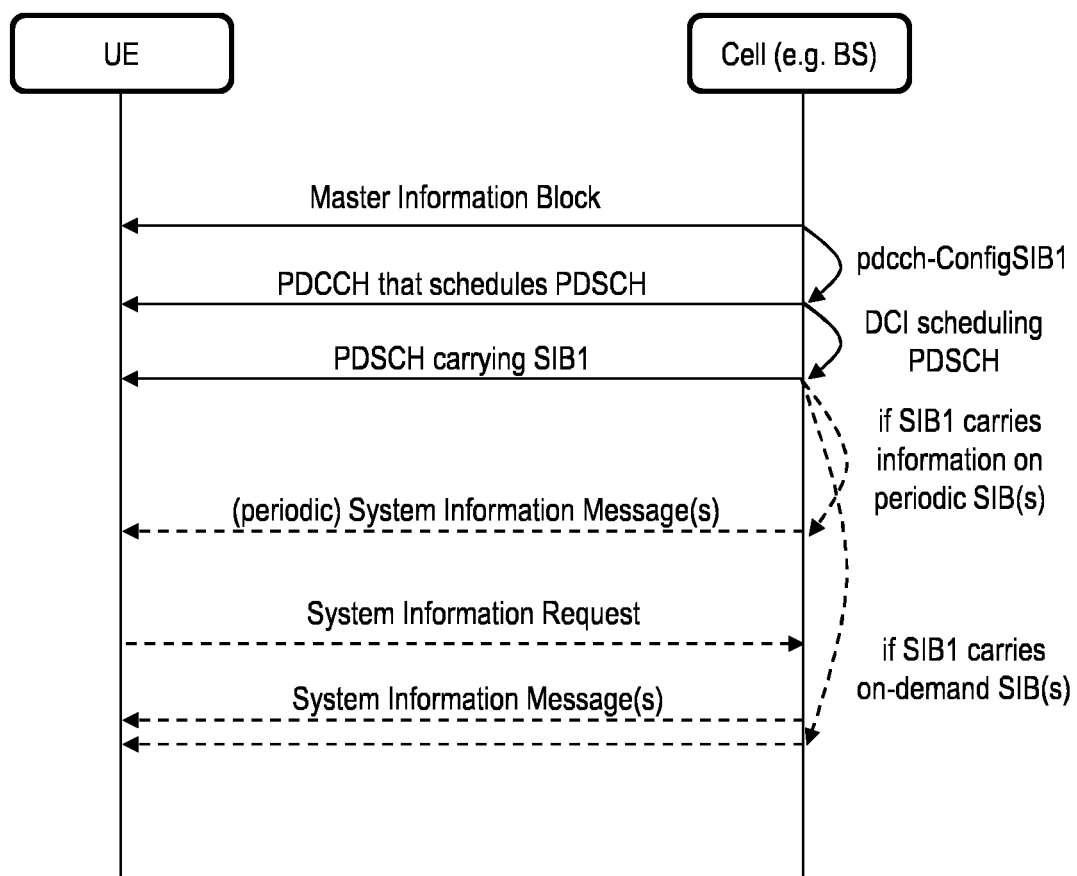 UE
Cell (e.g. BS)
Master Information Block
pdcch-ConfigSIB1
PDCCH that schedules PDSCH
DCI scheduling
PDSCH
PDSCH carrying SIB1
if SIB1 carries
information on
periodic SIB(s)
(periodic) System Information Message(s)
System Information Request
if SIB1 carries
on-demand SIB(s)
System Information Message(s)